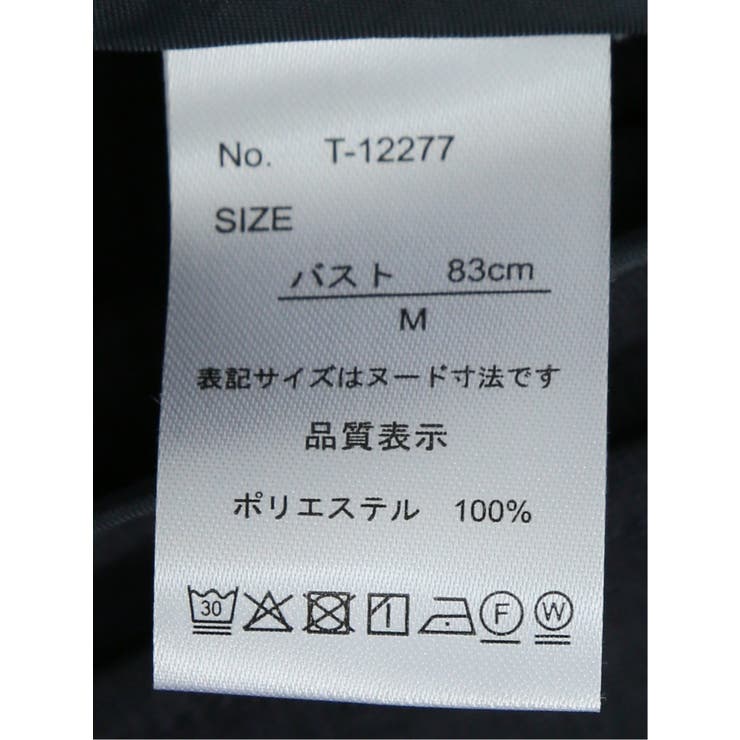 No. T-12277
SIZE
バスト 83cm
M
表記サイズはヌード寸法です
品質表示
ポリエステル 100%
30 F W